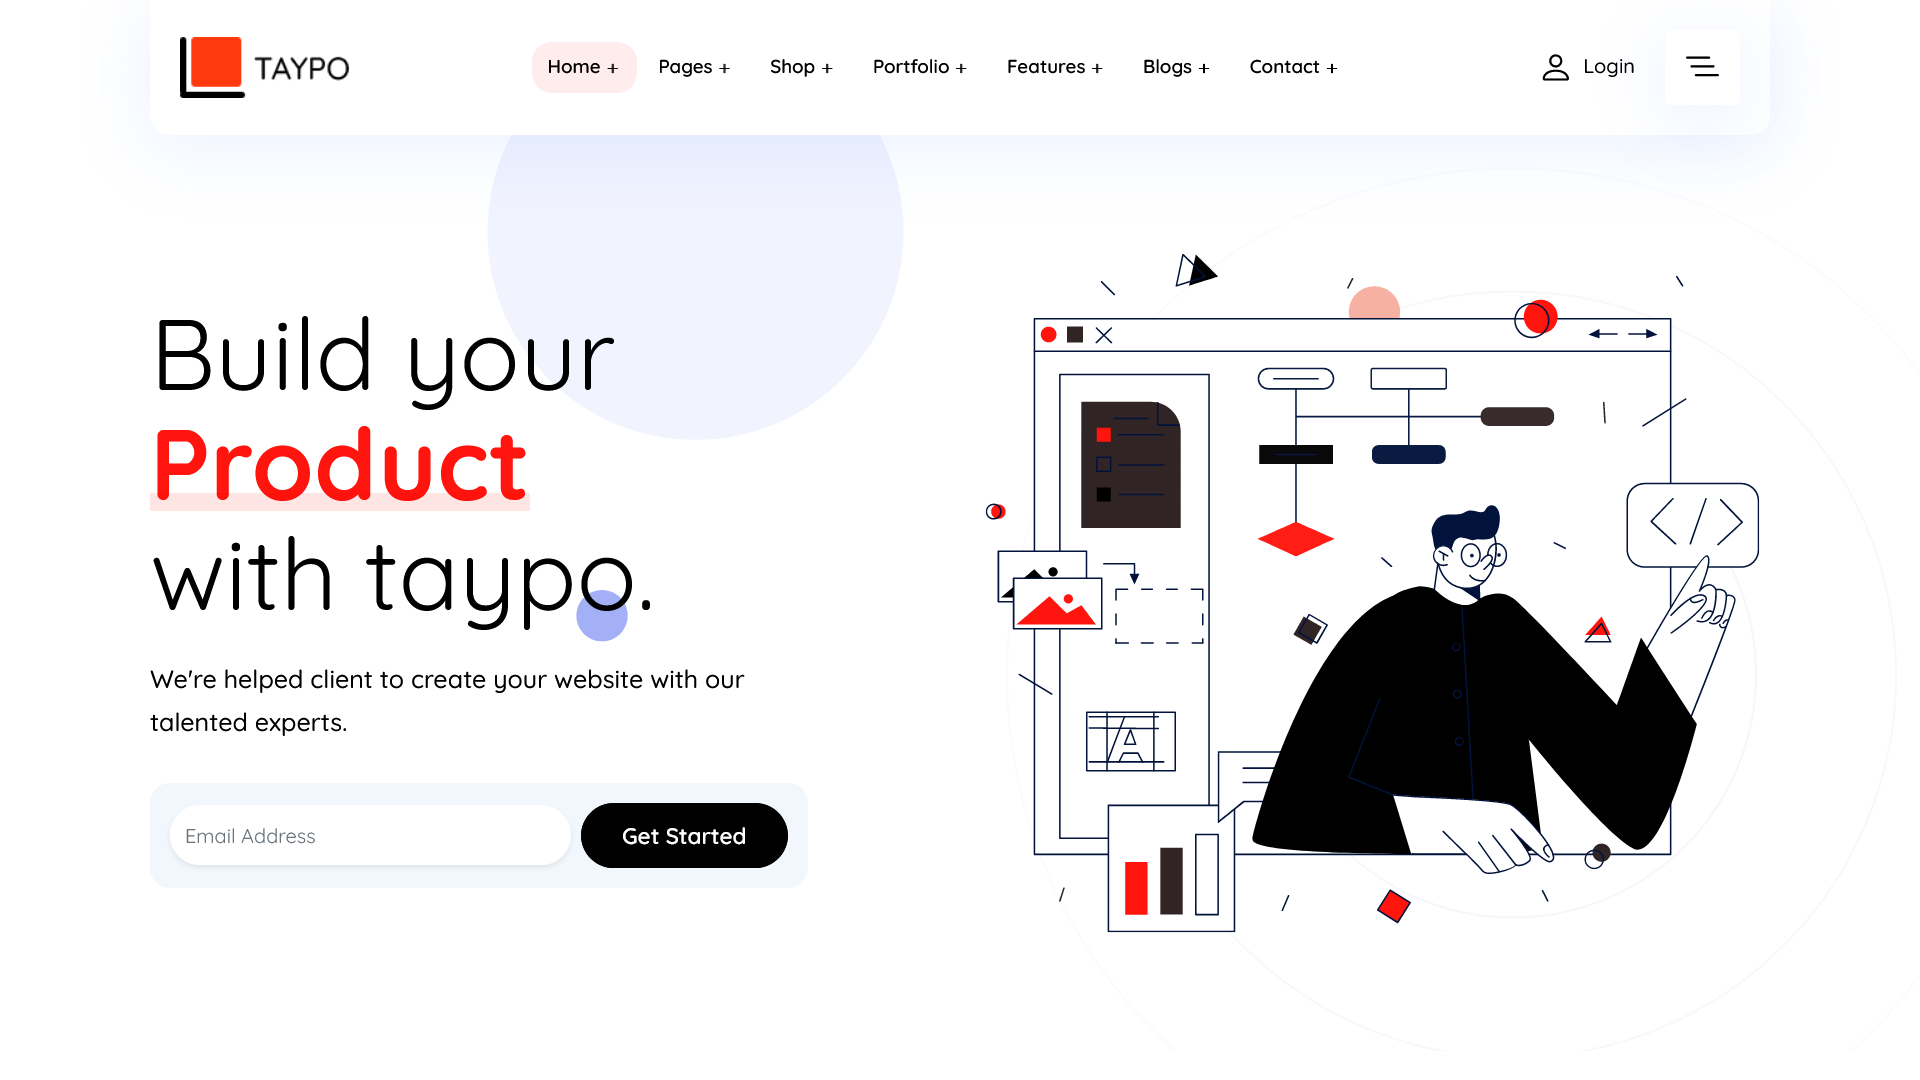 TAYPO
Home + Pages + Shop + Portfolio + Features + Blogs + Contact +
Login
Build your
Product
with taypo.
We're helped client to create your website with our
talented experts.
Email Address
Get Started
</>
A